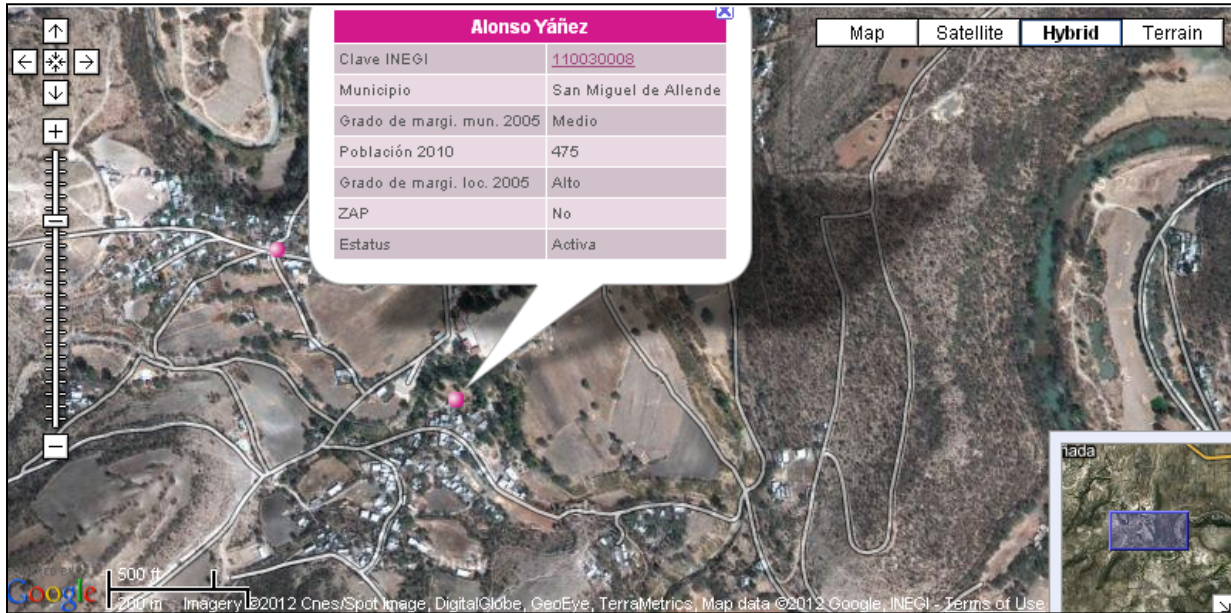 Alonso Yáñez
Clave INEGI 110030008
Municipio San Miguel de Allende
Grado de margi. mun. 2005 Medio
Población 2010 475
Grado de margi. loc. 2005 Alto
ZAP No
Estatus Activa
Map Satellite Hybrid Terrain
nada
500 ft
200 m
Google
Imagery ©2012 Cnes/Spot Image, DigitalGlobe, GeoEye, TerraMetrics, Map data ©2012 Google, INEGI - Terms of Use